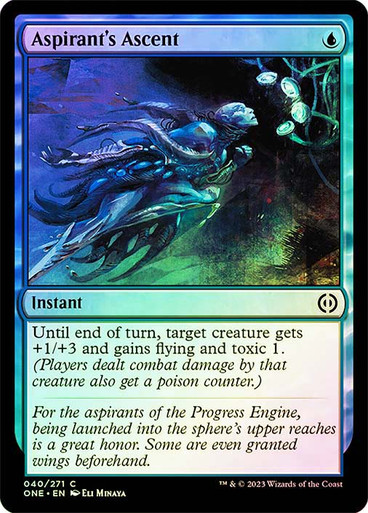 Aspirant's Ascent
Instant
Until end of turn, target creature gets
+1/+3 and gains flying and toxic 1.
(Players dealt combat damage by that
creature also get a poison counter.)
For the aspirants of the Progress Engine,
being launched into the sphere's upper reaches
is a great honor. Some are even granted
wings beforehand.
040/271 C
ONE • EN Eli Minaya
™ & © 2023 Wizards of the Coast